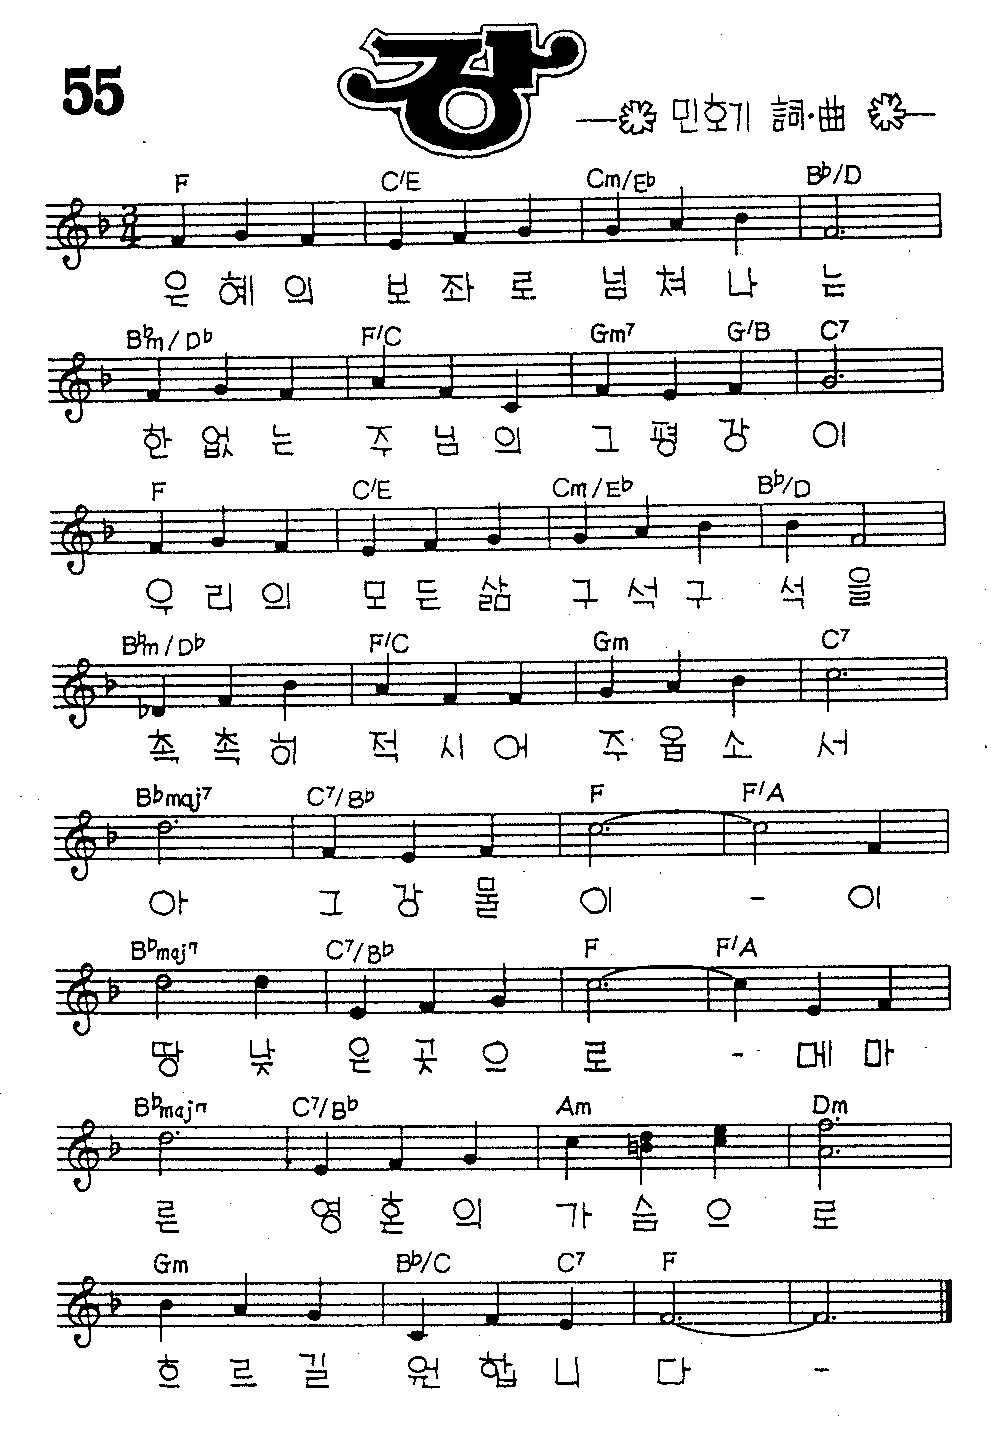 55
강
민호기 詞·曲
F C/E Cm/E♭ B♭/D
은 혜 의 보 좌 로 넘 쳐 나 는
B♭m/D♭ F/C Gm7 G/B C7
한 없 는 주 님 의 그 평 강 이
F C/E Cm/E♭ B♭/D
우 리 의 모 든 삶 구 석 구 석 을
B♭m/D♭ F/C Gm C7
촉 촉 히 적 시 어 주 옵 소 서
B♭maj7 C7/B♭ F F/A
아 그 강 물 이 - 이
B♭maj7 C7/B♭ F F/A
땅 낮 은 곳 으 로 - 메 마
B♭maj7 C7/B♭ Am Dm
른 영 혼 의 가 슴 으 로
Gm B♭/C C7 F
흐 르 길 원 합 니 다 -